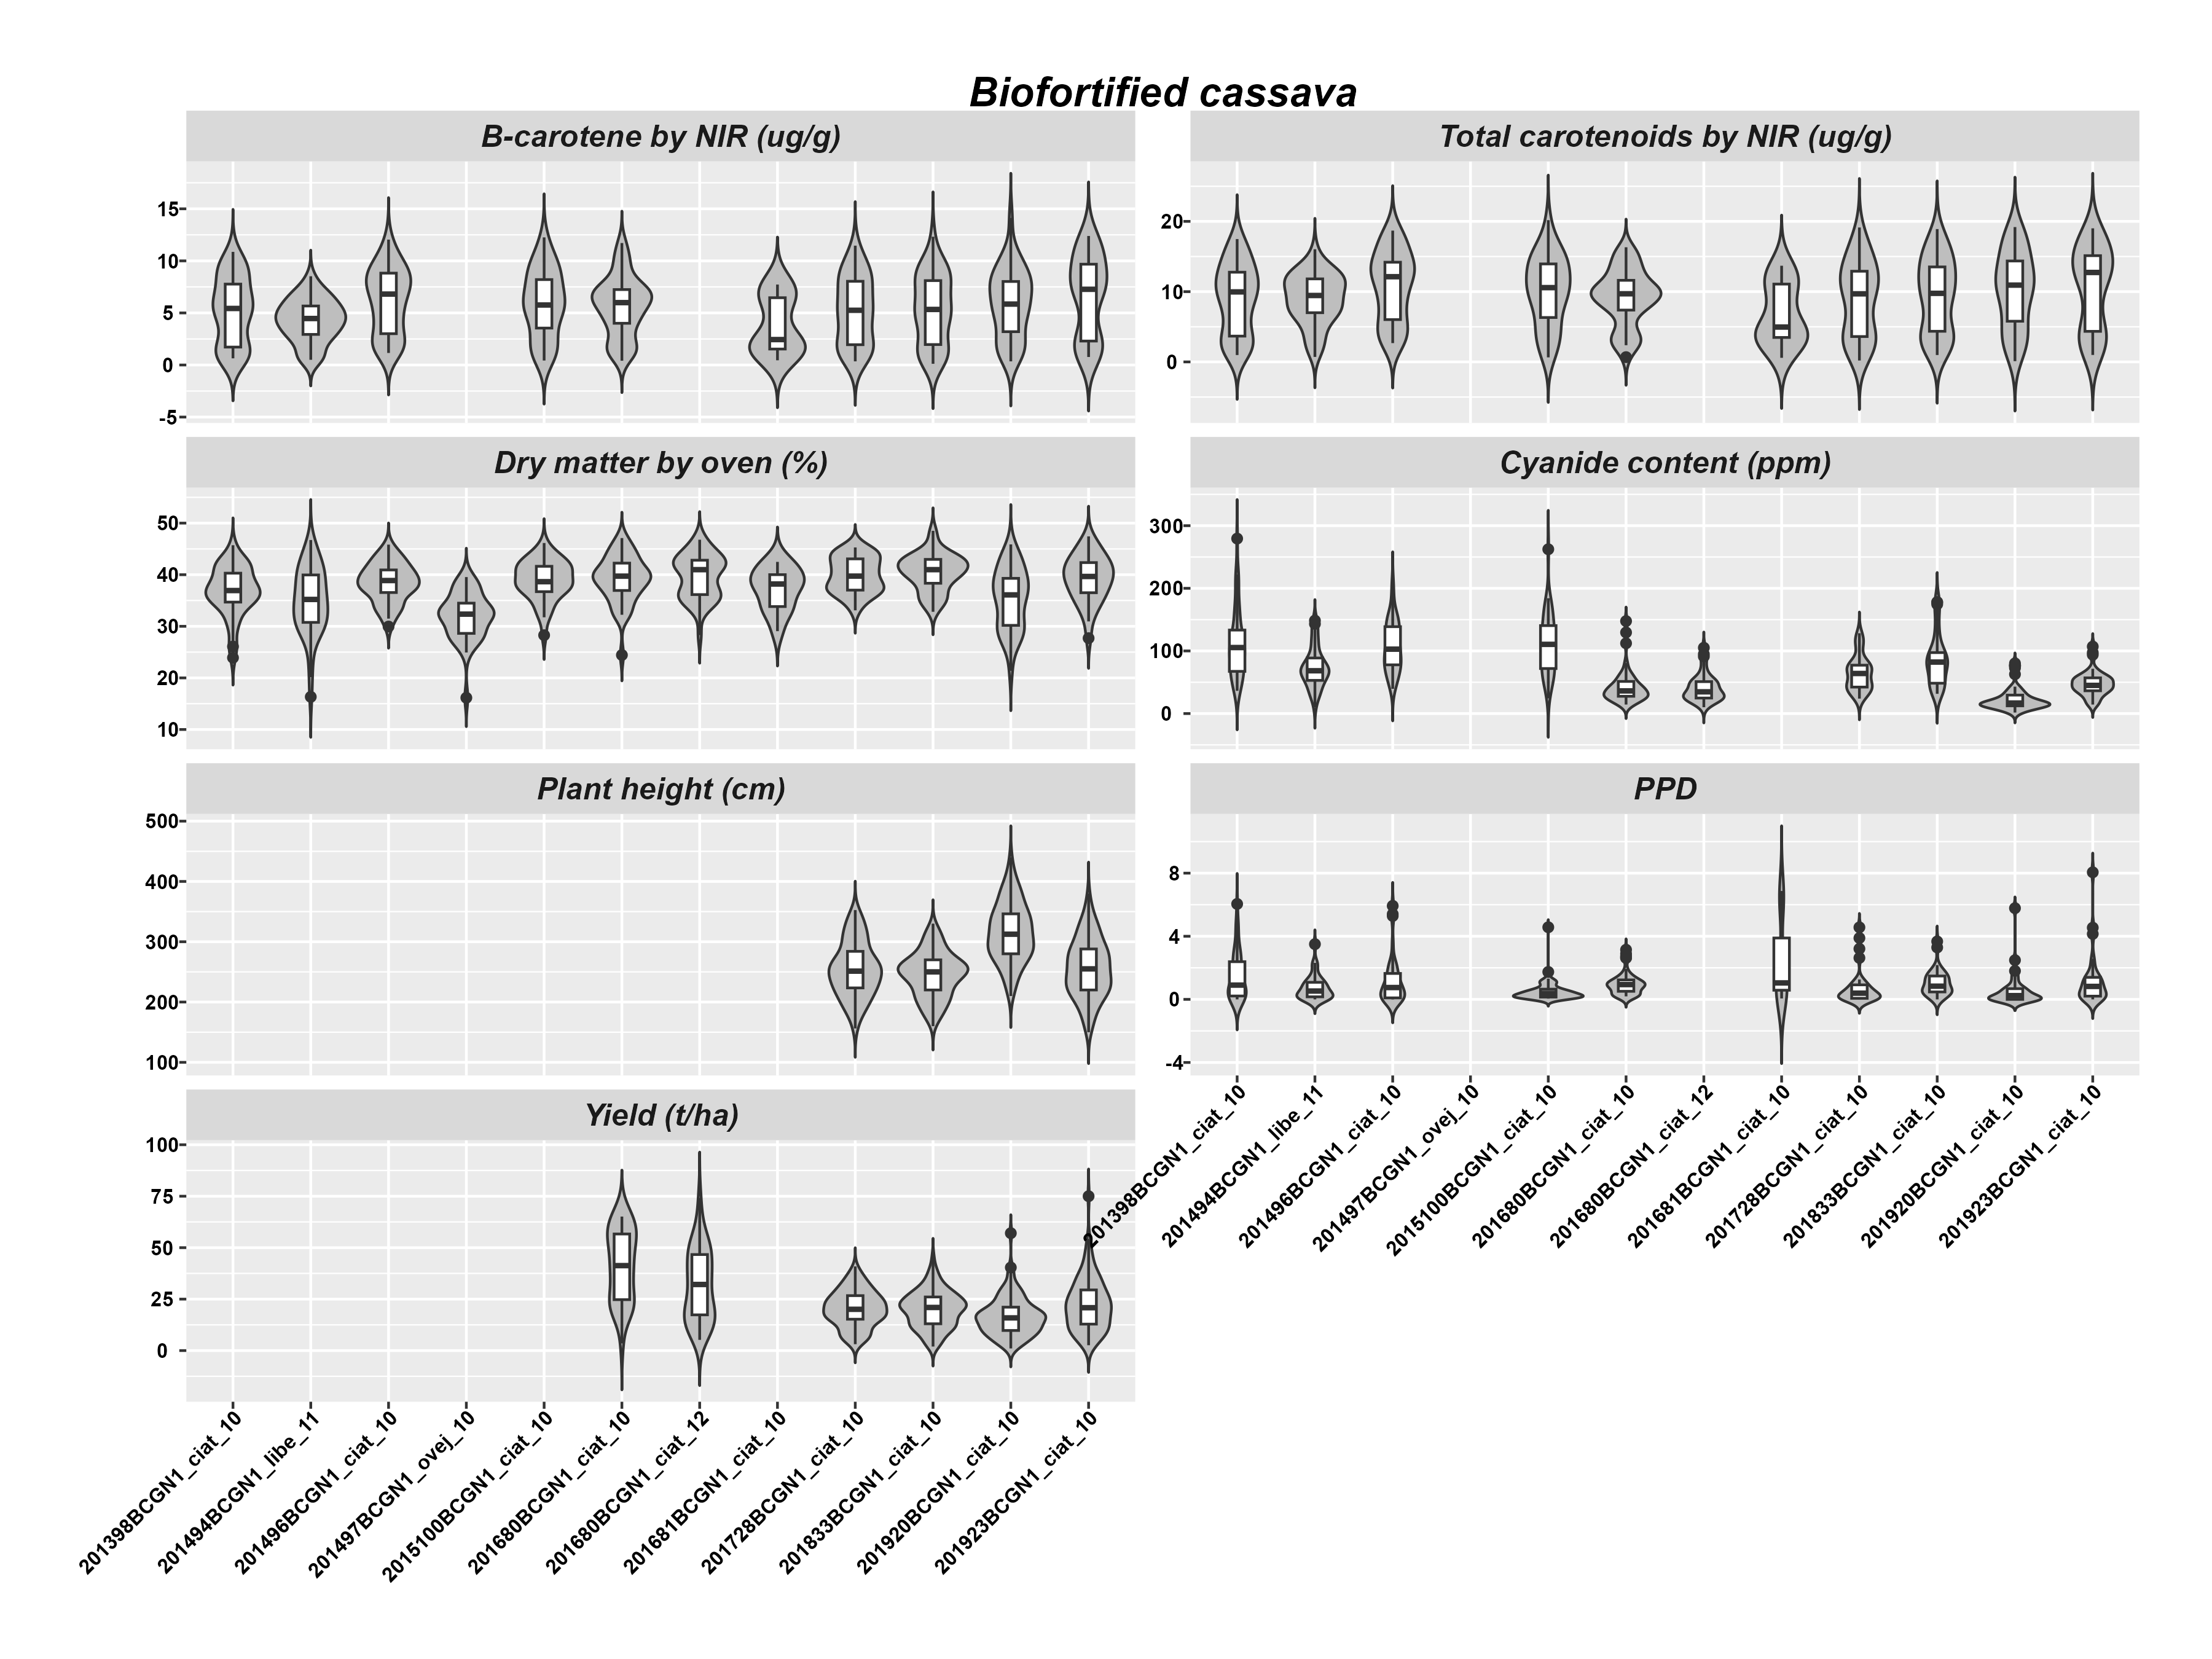 Biofortified cassava
B-carotene by NIR (ug/g)
15
10
5
0
-5
Total carotenoids by NIR (ug/g)
20
10
0
Dry matter by oven (%)
50
40
30
20
10
Cyanide content (ppm)
300
200
100
0
Plant height (cm)
500
400
300
200
100
PPD
8
4
0
-4
201398BCGN1_ciat_10
201494BCGN1_libe_11
201496BCGN1_ciat_10
201497BCGN1_ovej_10
2015100BCGN1_ciat_10
201680BCGN1_ciat_10
201680BCGN1_ciat_12
201681BCGN1_ciat_10
201728BCGN1_ciat_10
201833BCGN1_ciat_10
201920BCGN1_ciat_10
201923BCGN1_ciat_10
Yield (t/ha)
100
75
50
25
0
201398BCGN1_ciat_10
201494BCGN1_libe_11
201496BCGN1_ciat_10
201497BCGN1_ovej_10
2015100BCGN1_ciat_10
201680BCGN1_ciat_10
201680BCGN1_ciat_12
201681BCGN1_ciat_10
201728BCGN1_ciat_10
201833BCGN1_ciat_10
201920BCGN1_ciat_10
201923BCGN1_ciat_10